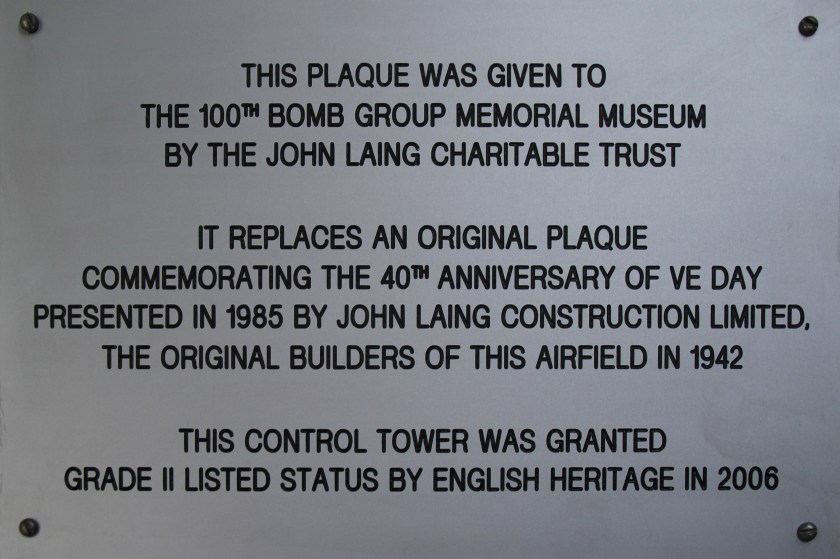 THIS PLAQUE WAS GIVEN TO
THE 100TH BOMB GROUP MEMORIAL MUSEUM
BY THE JOHN LAING CHARITABLE TRUST
IT REPLACES AN ORIGINAL PLAQUE
COMMEMORATING THE 40TH ANNIVERSARY OF VE DAY
PRESENTED IN 1985 BY JOHN LAING CONSTRUCTION LIMITED,
THE ORIGINAL BUILDERS OF THIS AIRFIELD IN 1942
THIS CONTROL TOWER WAS GRANTED
GRADE II LISTED STATUS BY ENGLISH HERITAGE IN 2006